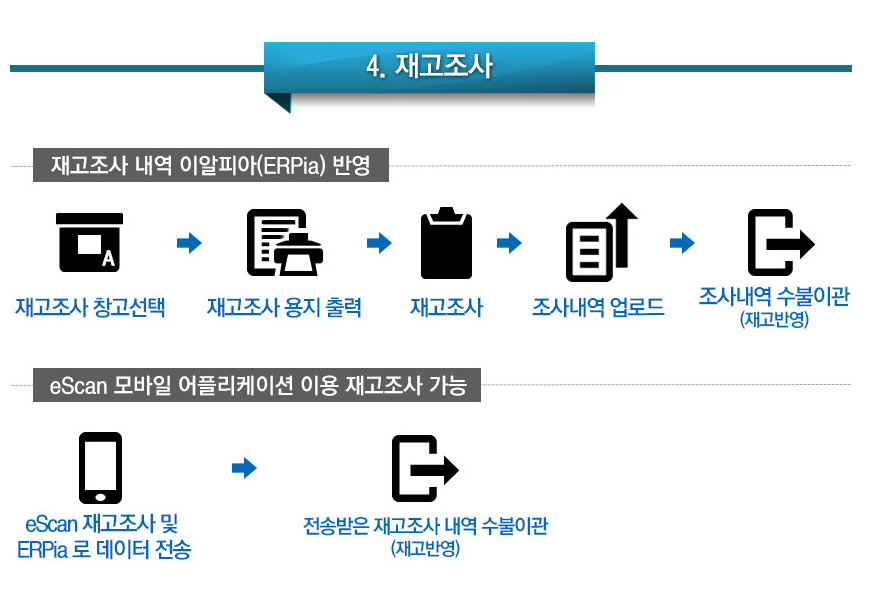 4. 재고조사
재고조사 내역 이알피아(ERPia) 반영
A
재고조사 창고선택
재고조사 용지 출력
재고조사
조사내역 업로드
조사내역 수불이관
(재고반영)
eScan 모바일 어플리케이션 이용 재고조사 가능
eScan 재고조사 및
ERPia 로 데이터 전송
전송받은 재고조사 내역 수불이관
(재고반영)